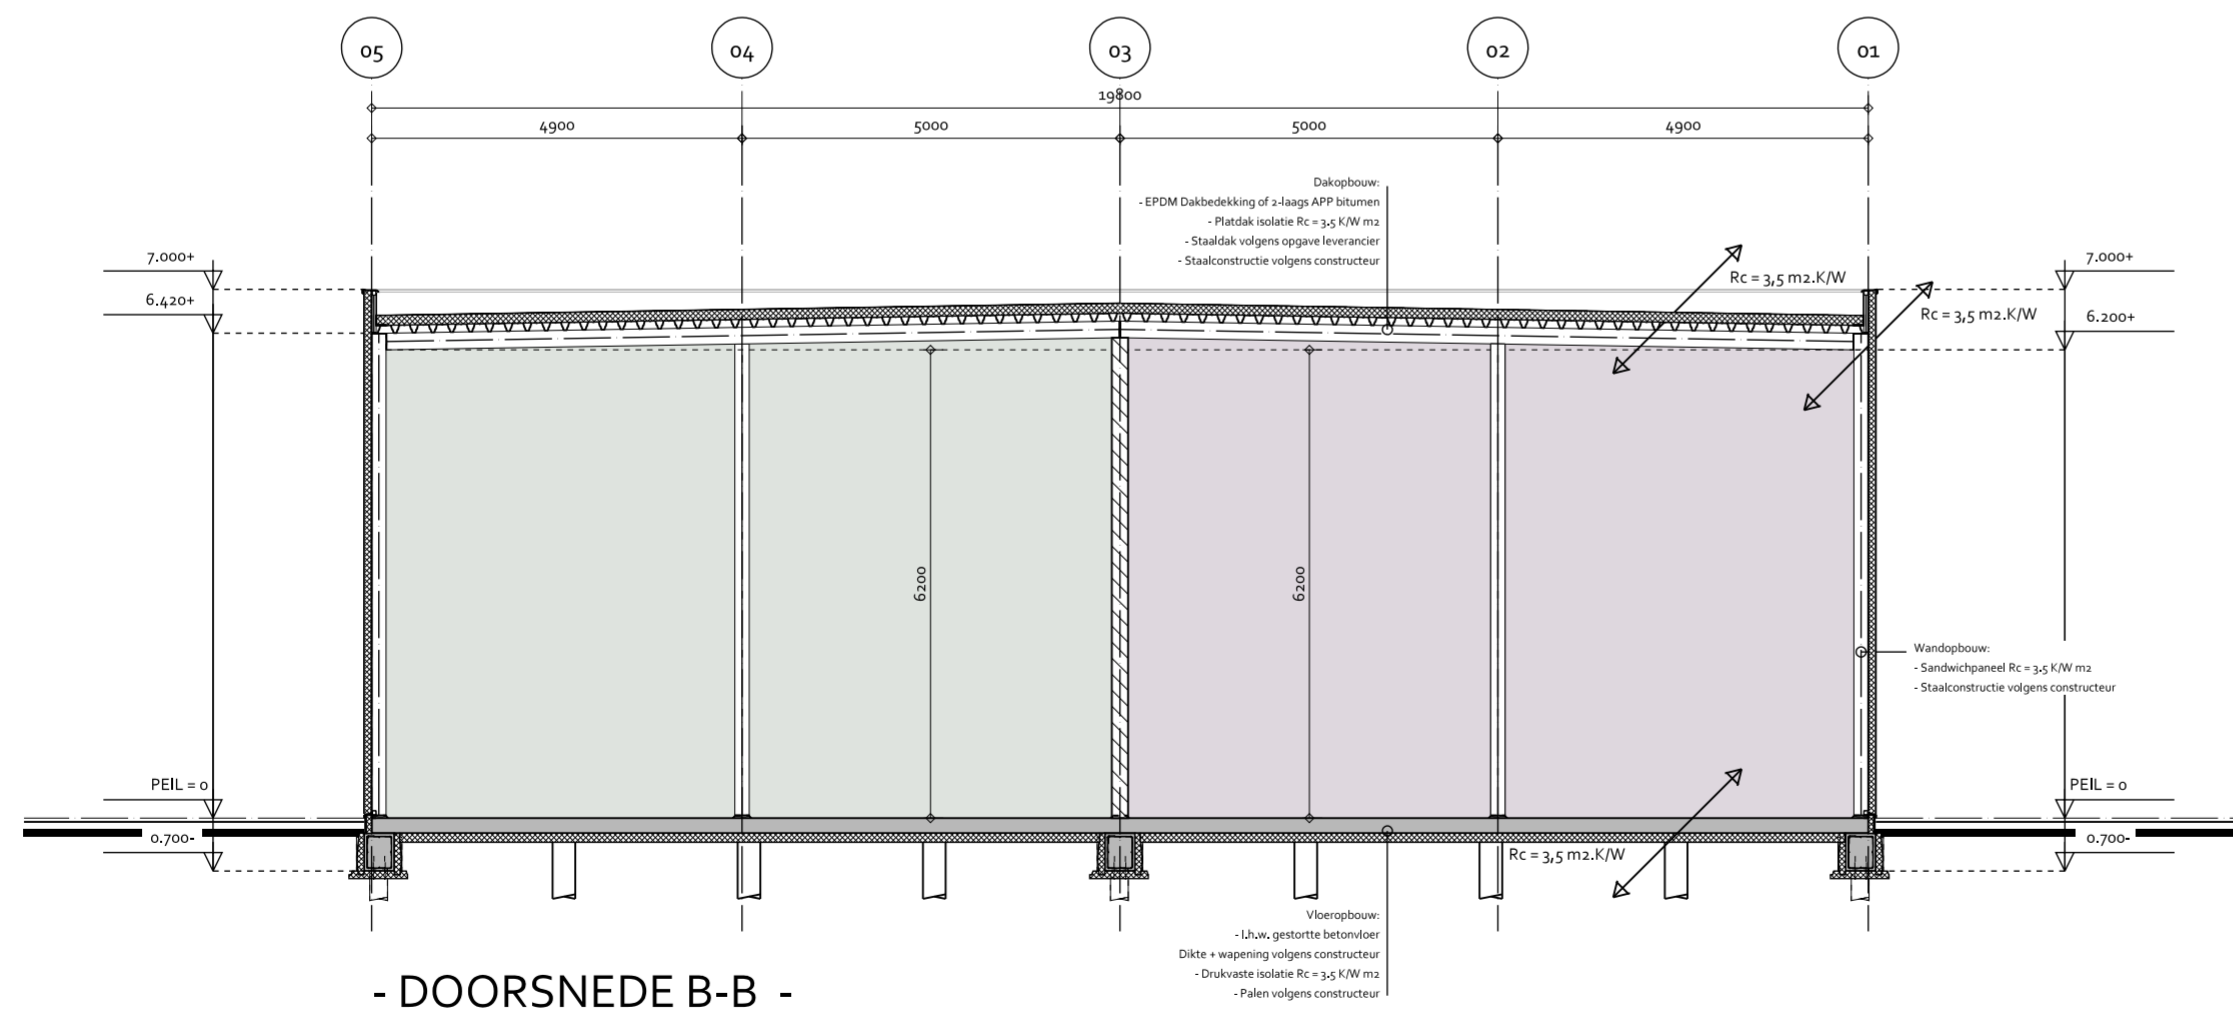 05 04 03 02 01
19800
4900 5000 5000 4900
Dakopbouw:
- EPDM Dakbedekking of 2-laags APP bitumen
- Platdak isolatie Rc = 3.5 K/W m2
- Staaldak volgens opgave leverancier
- Staalconstructie volgens constructeur
7.000+
6.420+
Rc = 3,5 m2.K/W
Rc = 3,5 m2.K/W
7.000+
6.200+
6200
6200
Wandopbouw:
- Sandwichpaneel Rc = 3.5 K/W m2
- Staalconstructie volgens constructeur
PEIL = 0
0.700-
PEIL = 0
0.700-
Rc = 3,5 m2.K/W
Vloeropbouw:
- I.h.w. gestortte betonvloer
Dikte + wapening volgens constructeur
- Drukvaste isolatie Rc = 3.5 K/W m2
- Palen volgens constructeur
- DOORSNEDE B-B -